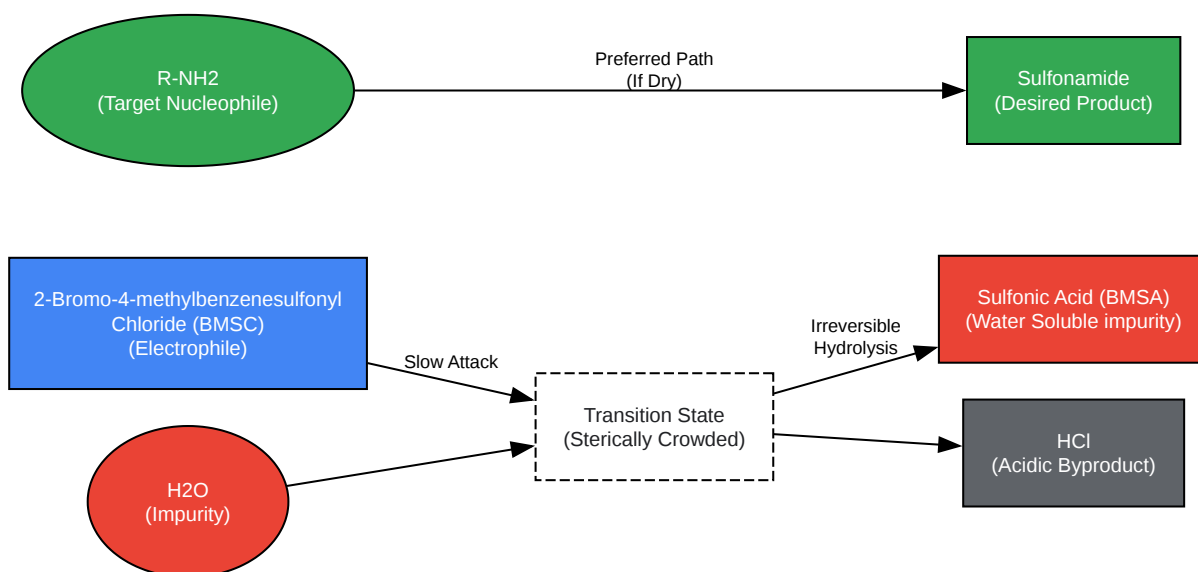 R-NH2
(Target Nucleophile)
Preferred Path
(If Dry)
Sulfonamide
(Desired Product)
2-Bromo-4-methylbenzenesulfonyl
Chloride (BMSC)
(Electrophile)
Slow Attack
Transition State
(Sterically Crowded)
Irreversible
Hydrolysis
Sulfonic Acid (BMSA)
(Water Soluble impurity)
H2O
(Impurity)
HCl
(Acidic Byproduct)